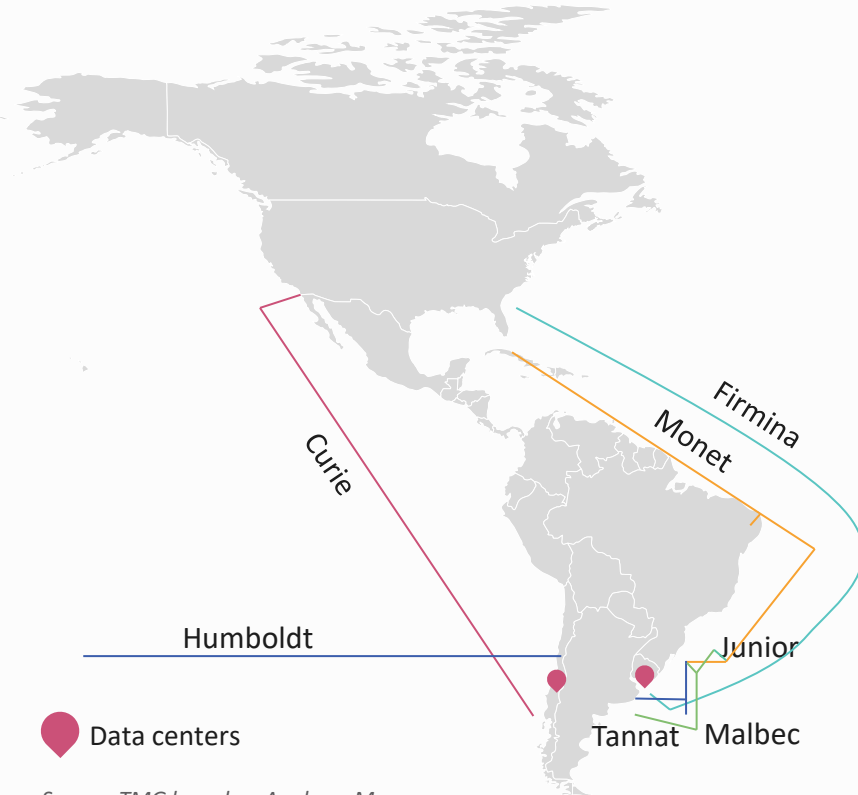 Firmina
Monet
Curie
Humboldt
Junior
Tannat
Malbec
Data centers